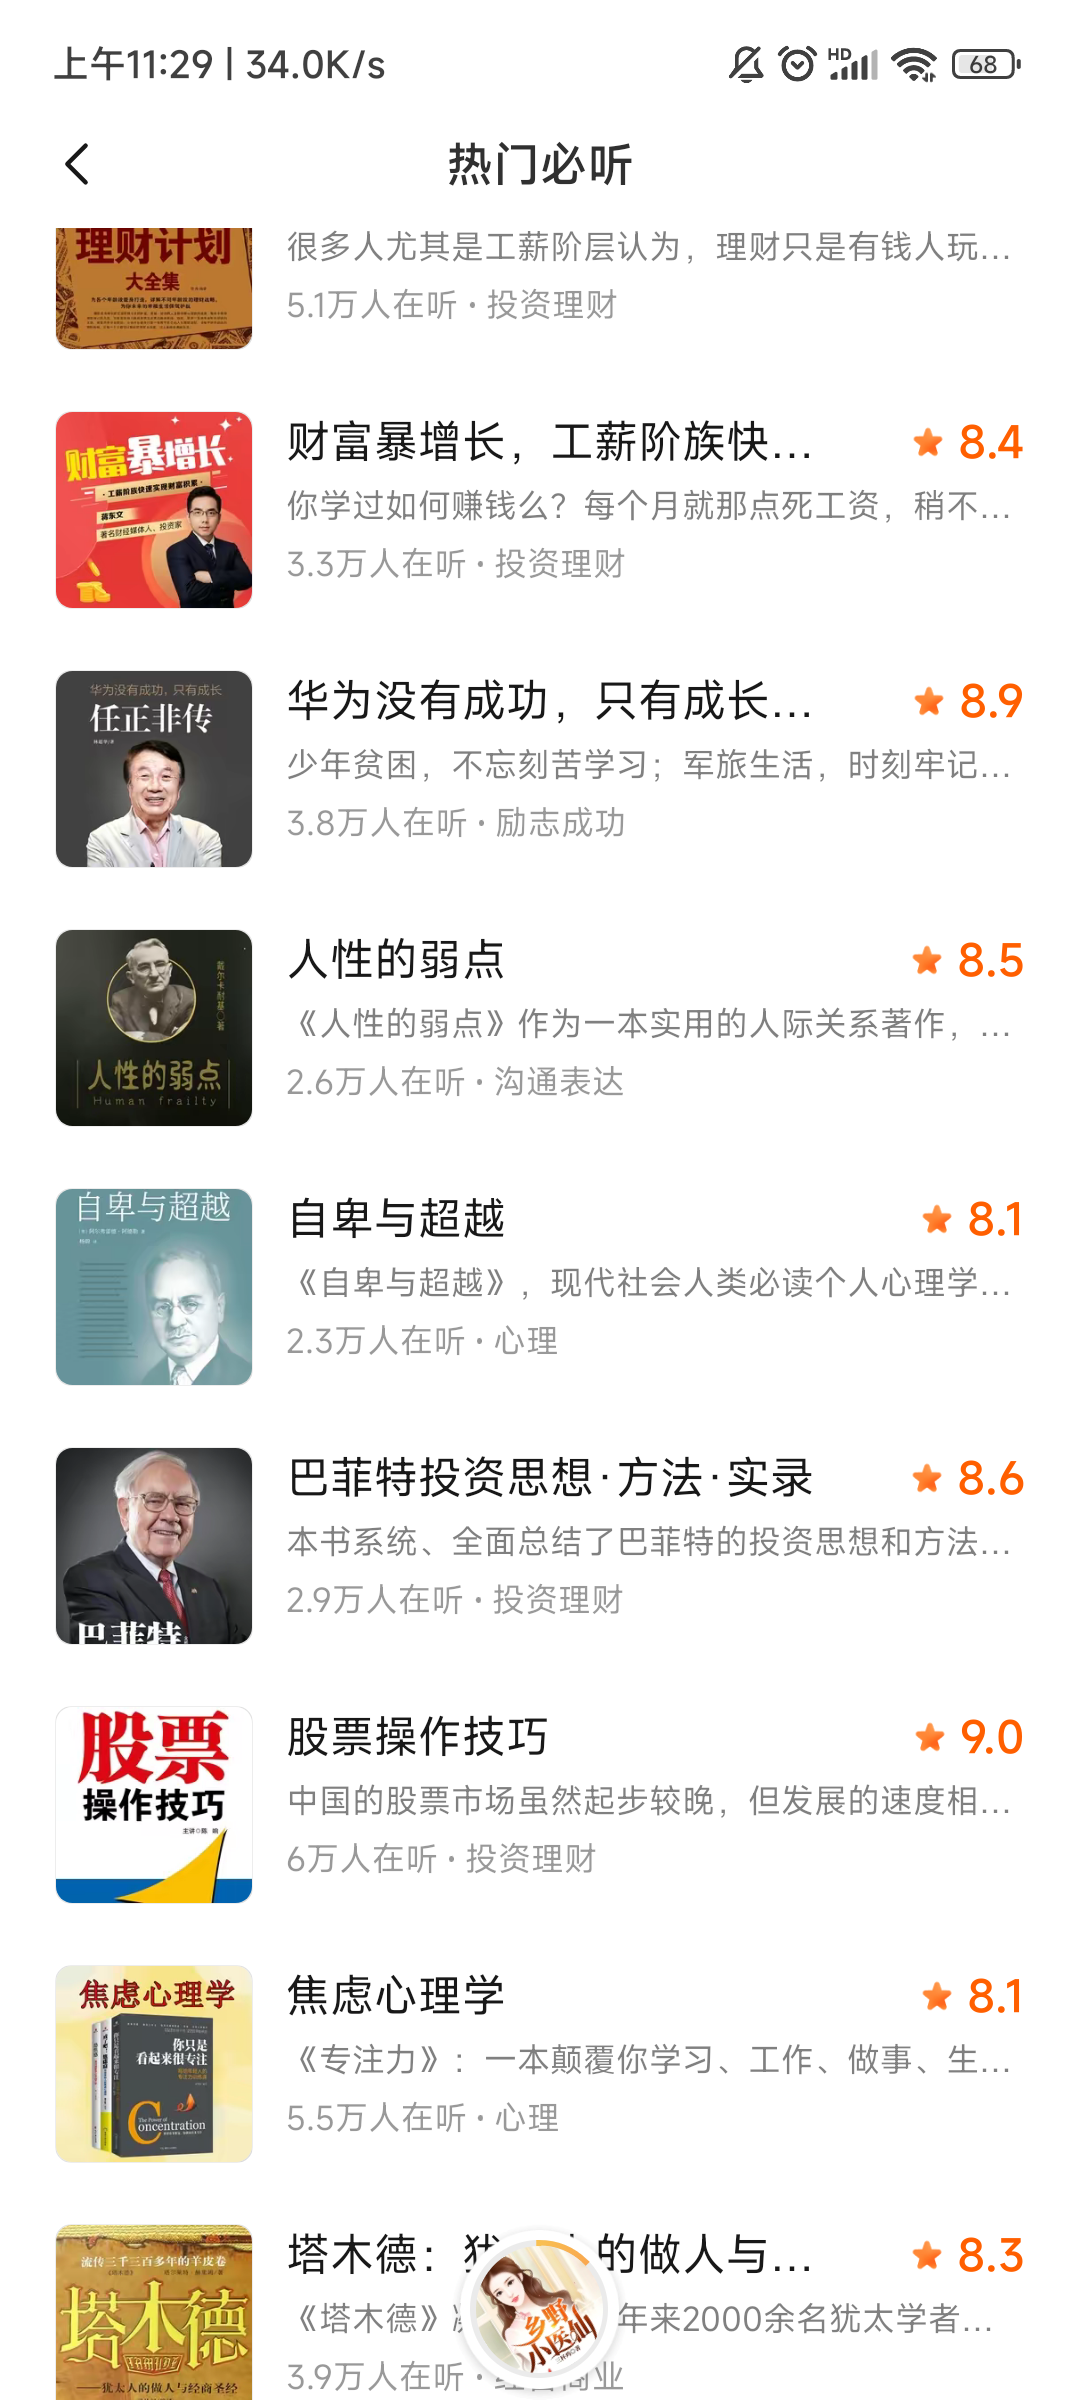 上午11:29 | 34.0K/s
HD
68
热门必听
理财计划
大全集
很多人尤其是工薪阶层认为，理财只是有钱人玩...
5.1万人在听·投资理财
财富暴增长
·工薪阶族快速实现财富积累·
蒋东文
著名财经媒体人、投资家
财富暴增长，工薪阶族快...
8.4
你学过如何赚钱么？每个月就那点死工资，稍不...
3.3万人在听·投资理财
华为没有成功，只有成长
任正非传
华为没有成功，只有成长...
8.9
少年贫困，不忘刻苦学习；军旅生活，时刻牢记...
3.8万人在听·励志成功
戴尔卡耐基◎著
人性的弱点
Human frailty
人性的弱点
8.5
《人性的弱点》作为一本实用的人际关系著作，...
2.6万人在听·沟通表达
自卑与超越
自卑与超越
8.1
《自卑与超越》，现代社会人类必读个人心理学...
2.3万人在听·心理
巴菲特
巴菲特投资思想·方法·实录
8.6
本书系统、全面总结了巴菲特的投资思想和方法...
2.9万人在听·投资理财
股票
操作技巧
股票操作技巧
9.0
中国的股票市场虽然起步较晚，但发展的速度相...
6万人在听·投资理财
焦虑心理学
你只是
看起来很专注
The Power of
Concentration
焦虑心理学
8.1
《专注力》：一本颠覆你学习、工作、做事、生...
5.5万人在听·心理
流传三千三百多年的羊皮卷
塔木德
TALMUDE
——犹太人的做人与经商圣经
塔木德：犹 的做人与...
8.3
《塔木德》 年来2000余名犹太学者...
3.9万人在听· 商业
乡野
小医仙